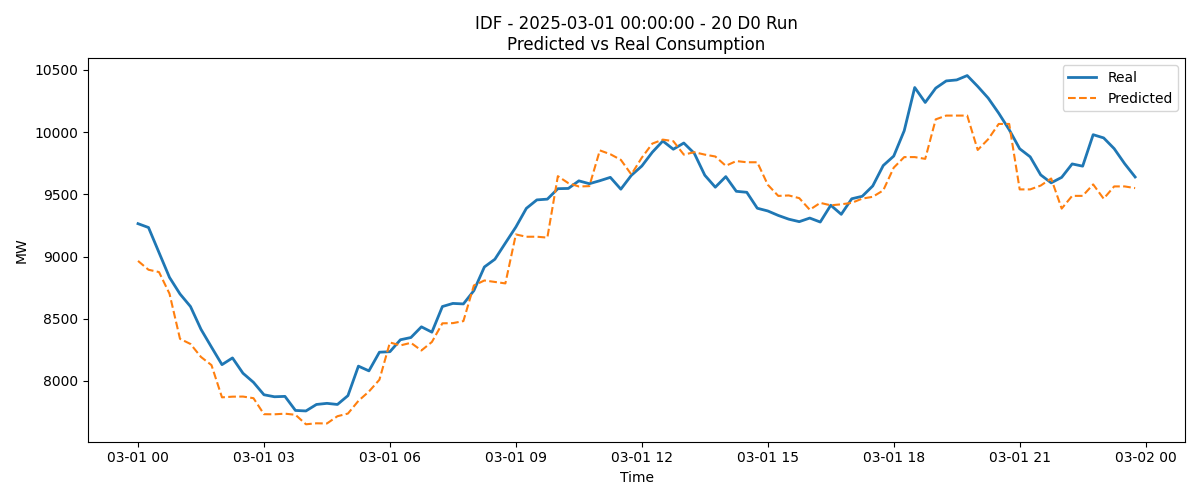 IDF - 2025-03-01 00:00:00 - 20 D0 Run
Predicted vs Real Consumption
Real
Predicted
MW
10500
10000
9500
9000
8500
8000
03-01 00
03-01 03
03-01 06
03-01 09
03-01 12
03-01 15
03-01 18
03-01 21
03-02 00
Time